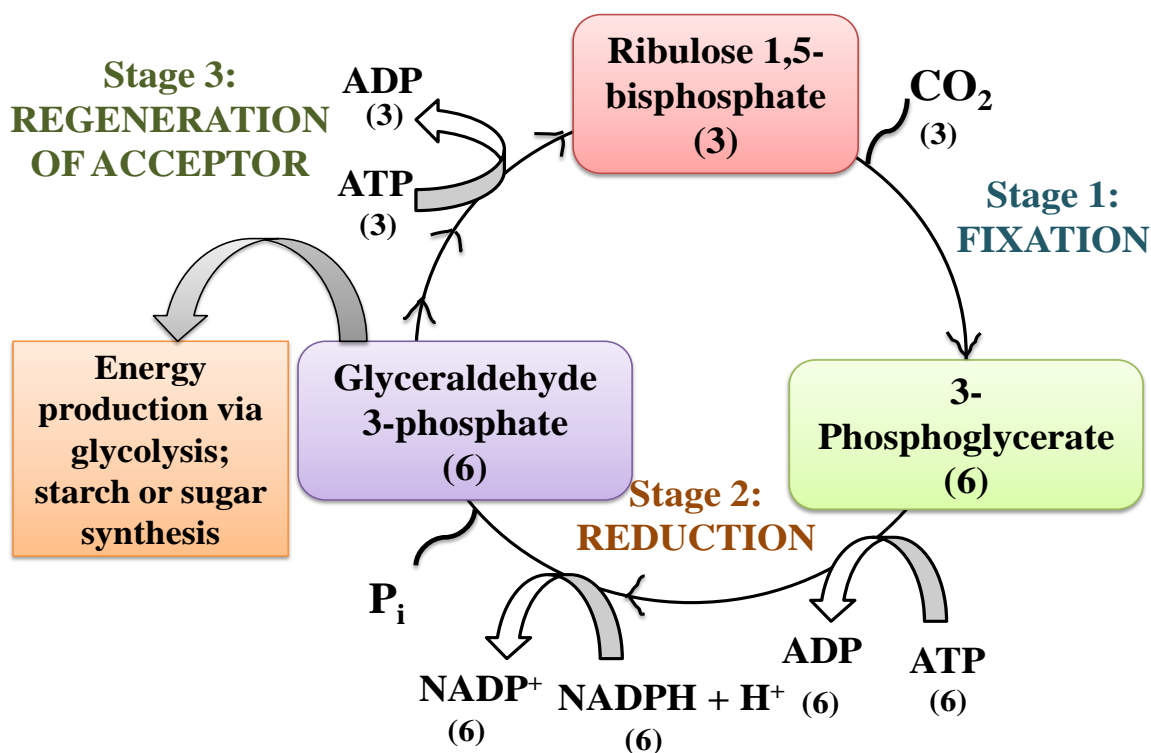 Ribulose 1,5-
bisphosphate
(3)
CO₂
(3)
Stage 1:
FIXATION
3-
Phosphoglycerate
(6)
Stage 2:
REDUCTION
ATP
(6)
ADP
(6)
NADPH + H⁺
(6)
NADP⁺
(6)
Pᵢ
Glyceraldehyde
3-phosphate
(6)
Energy
production via
glycolysis;
starch or sugar
synthesis
Stage 3:
REGENERATION
OF ACCEPTOR
ATP
(3)
ADP
(3)